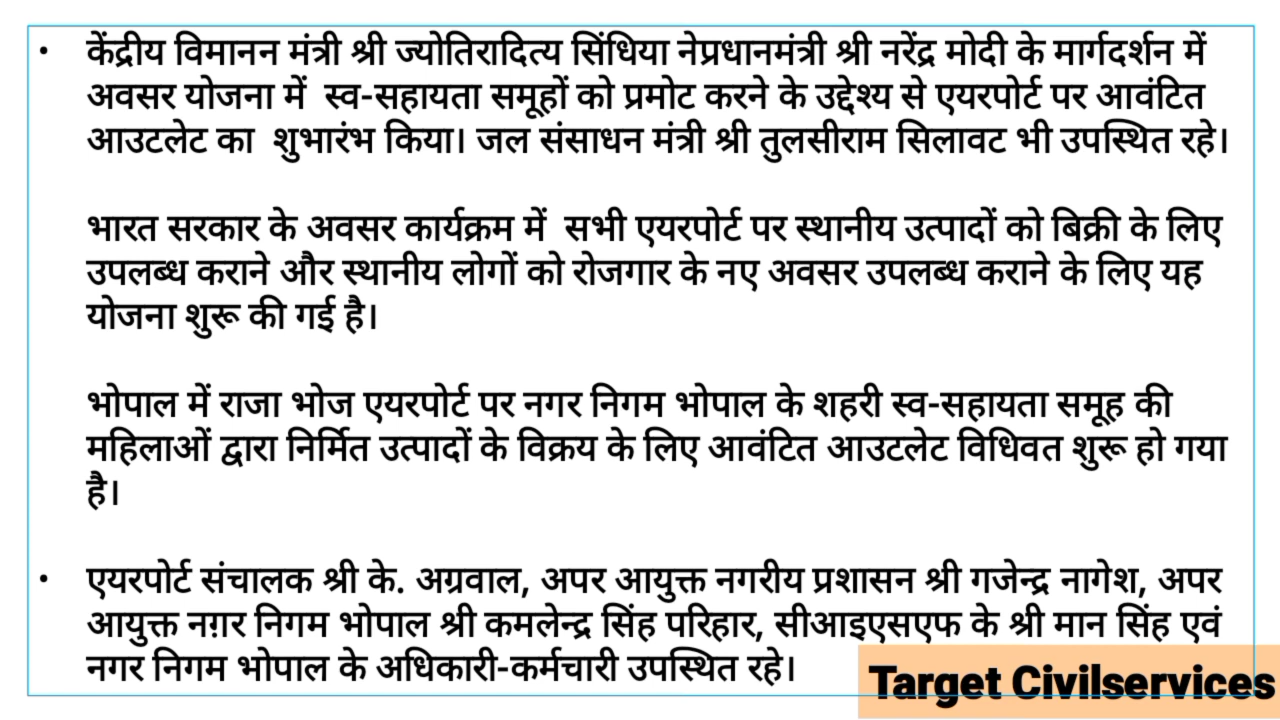 • केंद्रीय विमानन मंत्री श्री ज्योतिरादित्य सिंधिया नेप्रधानमंत्री श्री नरेंद्र मोदी के मार्गदर्शन में
अवसर योजना में स्व-सहायता समूहों को प्रमोट करने के उद्देश्य से एयरपोर्ट पर आवंटित
आउटलेट का शुभारंभ किया। जल संसाधन मंत्री श्री तुलसीराम सिलावट भी उपस्थित रहे।
भारत सरकार के अवसर कार्यक्रम में सभी एयरपोर्ट पर स्थानीय उत्पादों को बिक्री के लिए
उपलब्ध कराने और स्थानीय लोगों को रोजगार के नए अवसर उपलब्ध कराने के लिए यह
योजना शुरू की गई है।
भोपाल में राजा भोज एयरपोर्ट पर नगर निगम भोपाल के शहरी स्व-सहायता समूह की
महिलाओं द्वारा निर्मित उत्पादों के विक्रय के लिए आवंटित आउटलेट विधिवत शुरू हो गया
है।
• एयरपोर्ट संचालक श्री के. अग्रवाल, अपर आयुक्त नगरीय प्रशासन श्री गजेन्द्र नागेश, अपर
आयुक्त नग़र निगम भोपाल श्री कमलेन्द्र सिंह परिहार, सीआइएसएफ के श्री मान सिंह एवं
नगर निगम भोपाल के अधिकारी-कर्मचारी उपस्थित रहे।
Target Civilservices